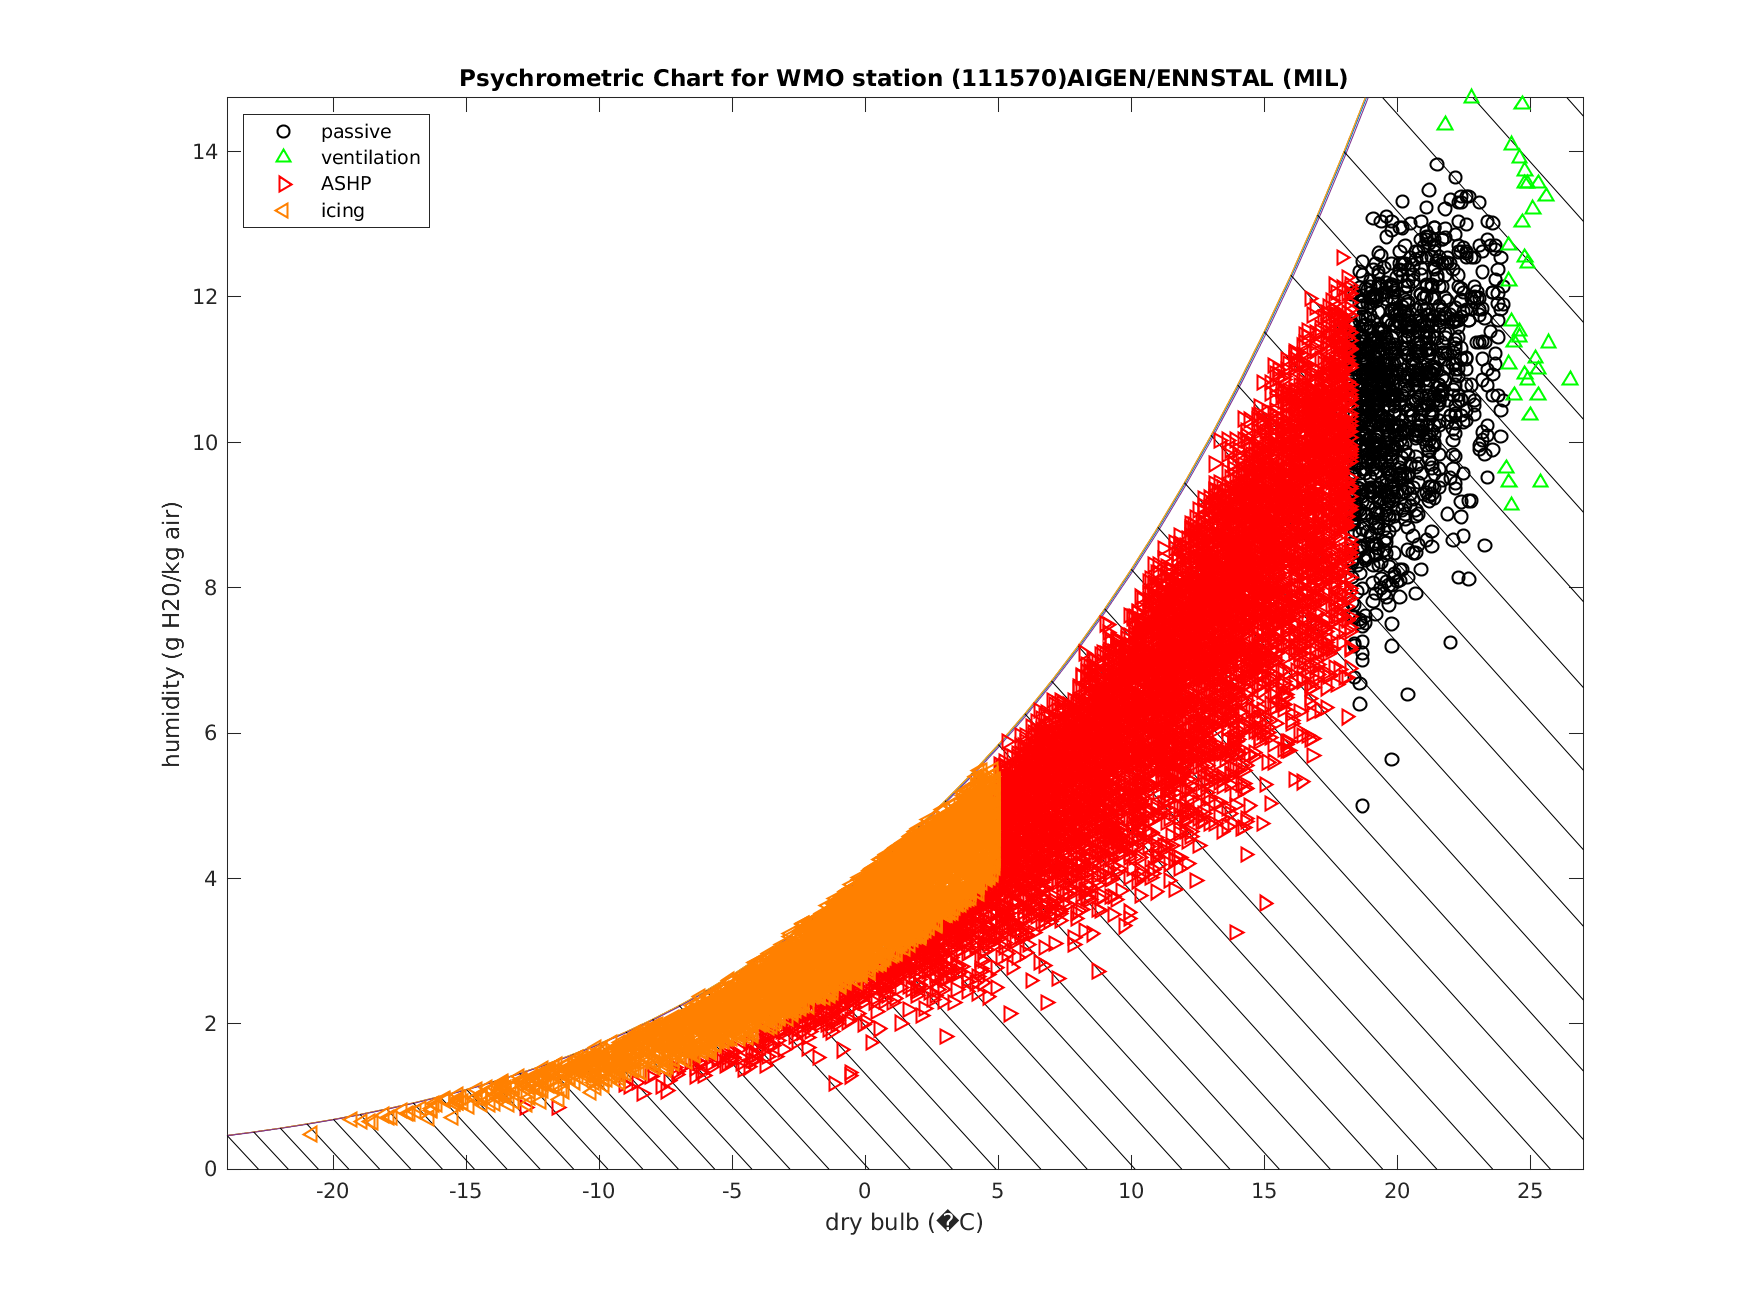 Psychrometric Chart for WMO station (111570)AIGEN/ENNSTAL (MIL)
passive
ventilation
ASHP
icing
humidity (g H20/kg air)
14
12
10
8
6
4
2
0
-20 -15 -10 -5 0 5 10 15 20 25
dry bulb (�C)